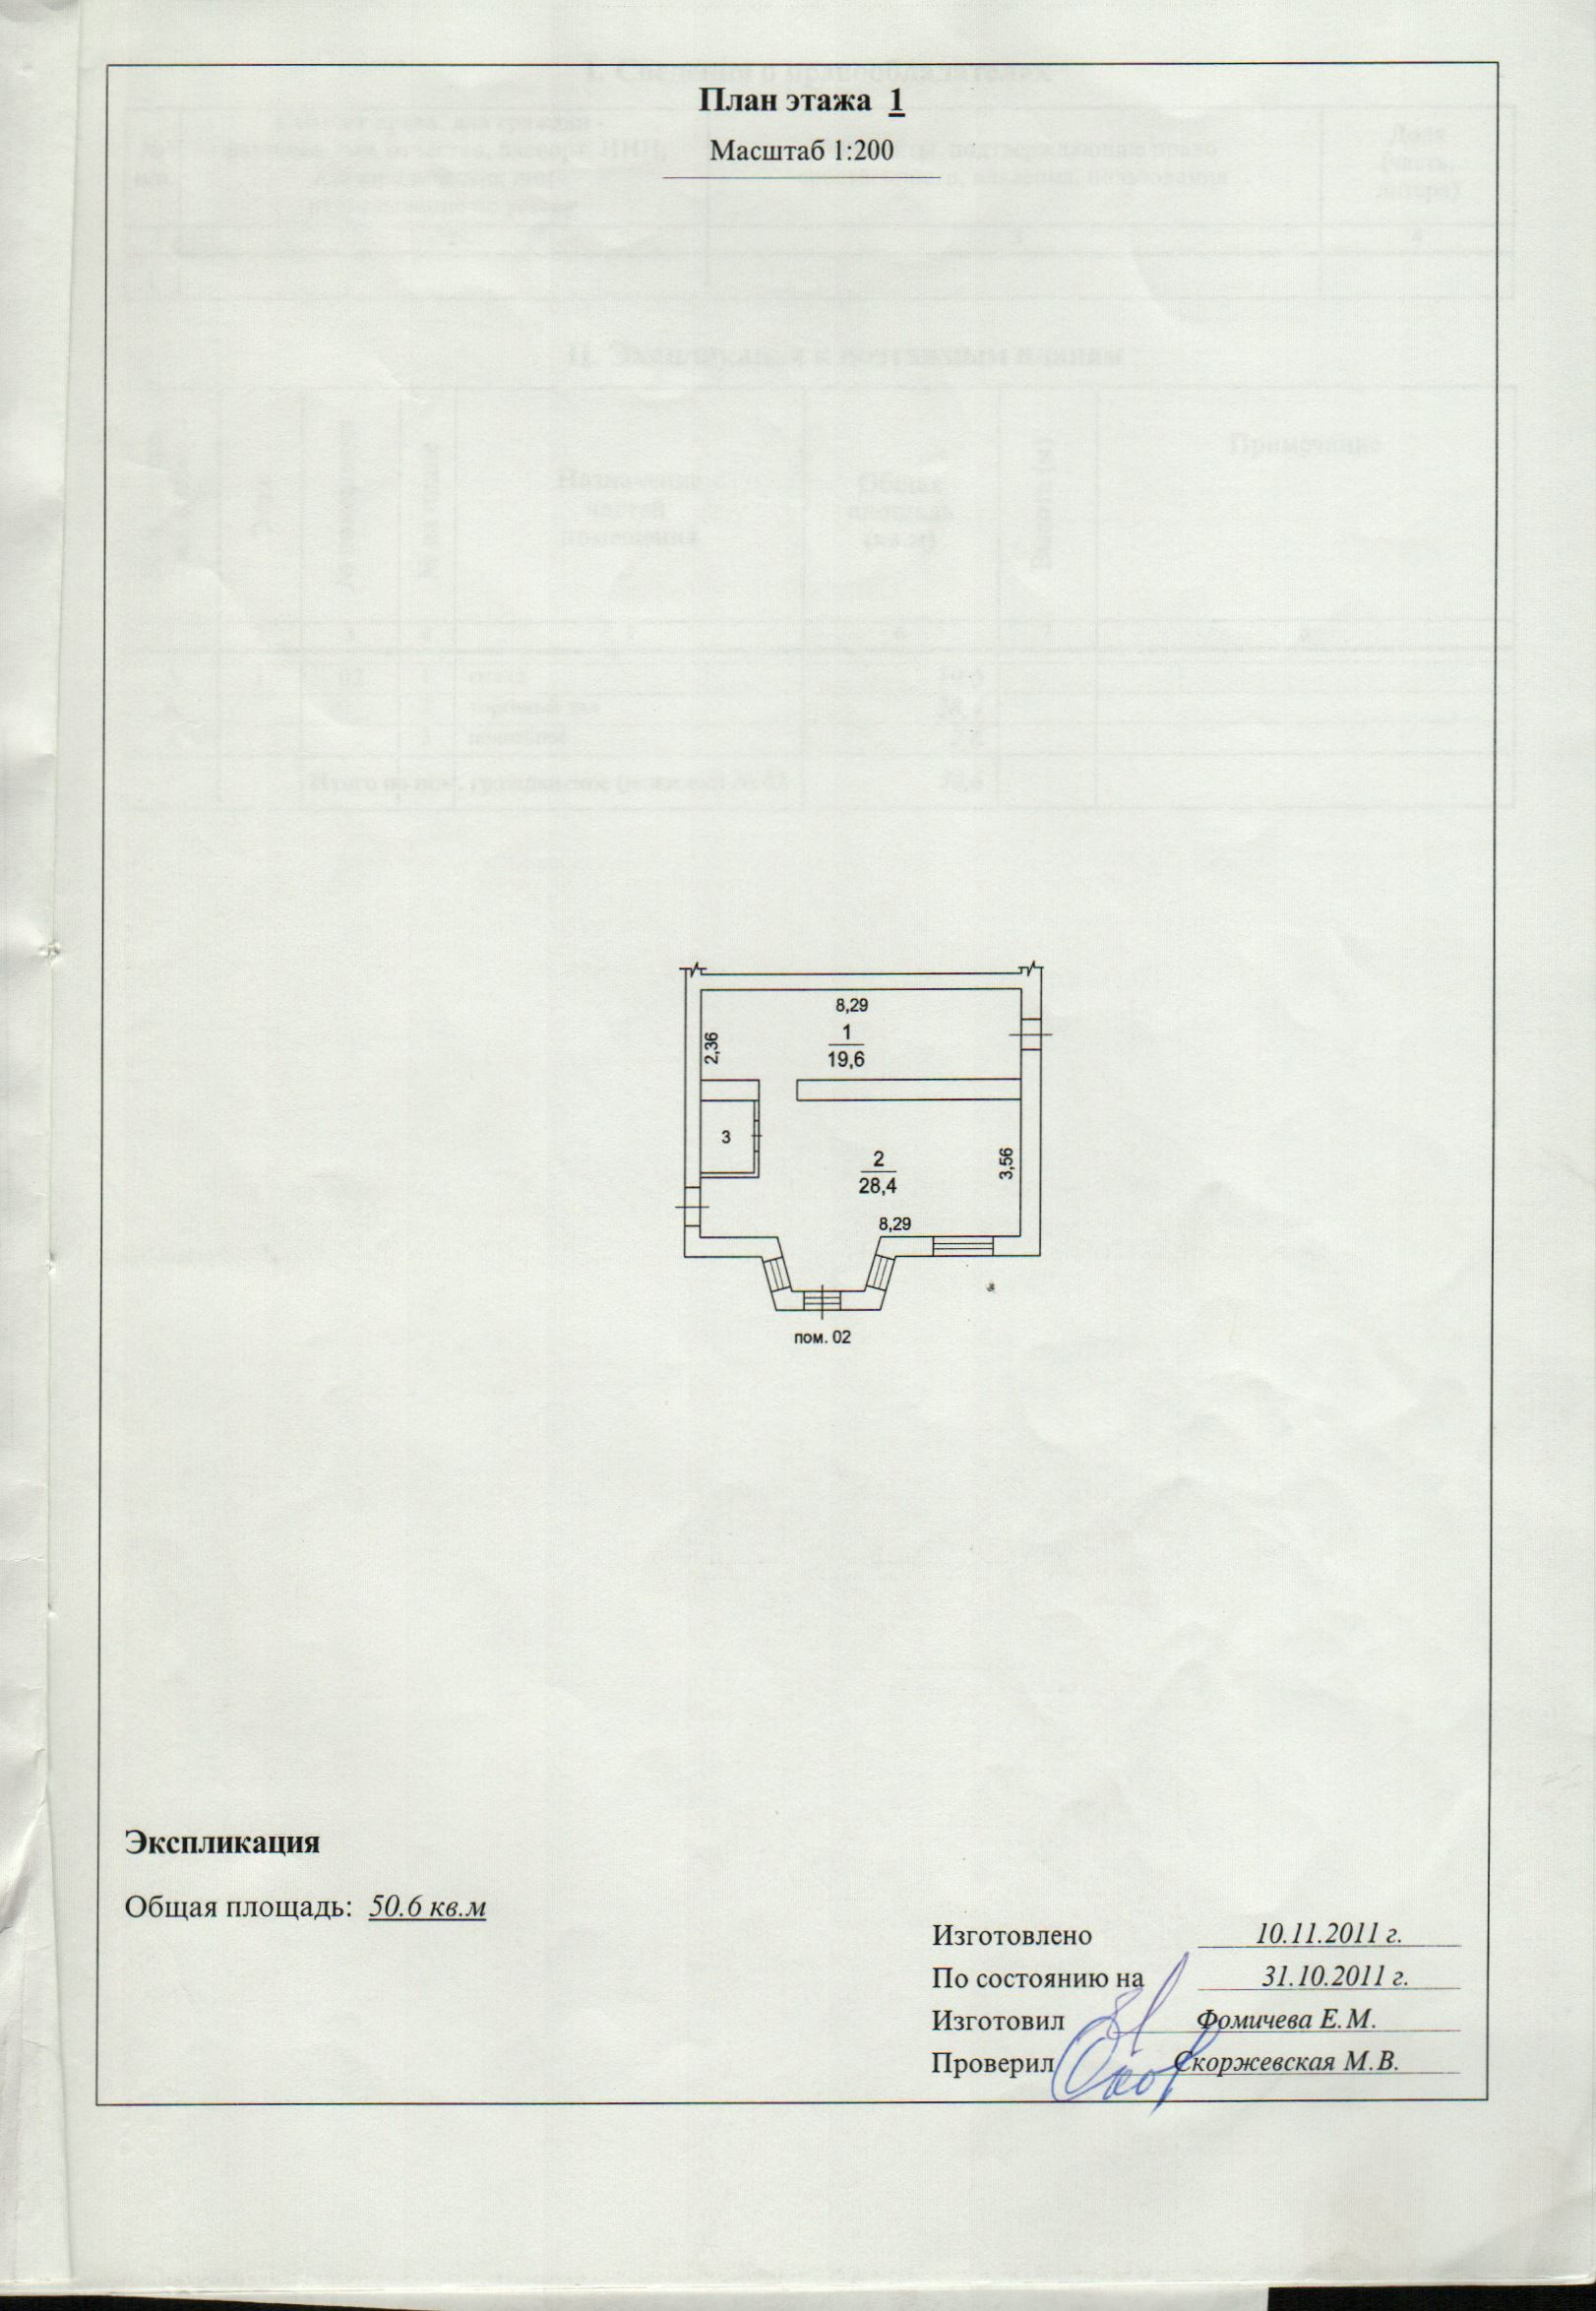 План этажа 1
Масштаб 1:200
8,29
2,36
1
19,6
3
2
28,4
3,56
8,29
пом. 02
Экспликация
Общая площадь: 50.6 кв.м
Изготовлено 10.11.2011 г.
По состоянию на 31.10.2011 г.
Изготовил Фомичева Е.М.
Проверил Скоржевская М.В.